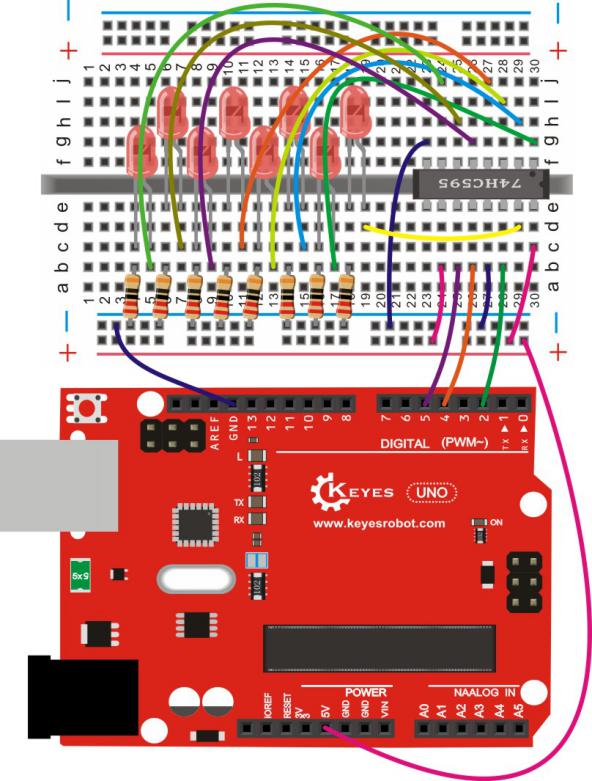 + +
1 2 3 4 5 6 7 8 9 10 11 12 13 14 15 16 17 18 19 20 21 22 23 24 25 26 27 28 29 30
j j
i i
h h
g g
f f
74HC595
e e
d d
c c
b b
a a
1 2 3 4 5 6 7 8 9 10 11 12 13 14 15 16 17 18 19 20 21 22 23 24 25 26 27 28 29 30
+ +
AREF GND 13 12 11 10 9 8 7 6 5 4 3 2 TX▶1 RX▶0
DIGITAL (PWM~)
L
102
TX
RX
KEYES UNO
www.keyesrobot.com
ON
5x5
102
POWER NAALOG IN
IOREF RESET 3V3 5V GND GND VIN A0 A1 A2 A3 A4 A5